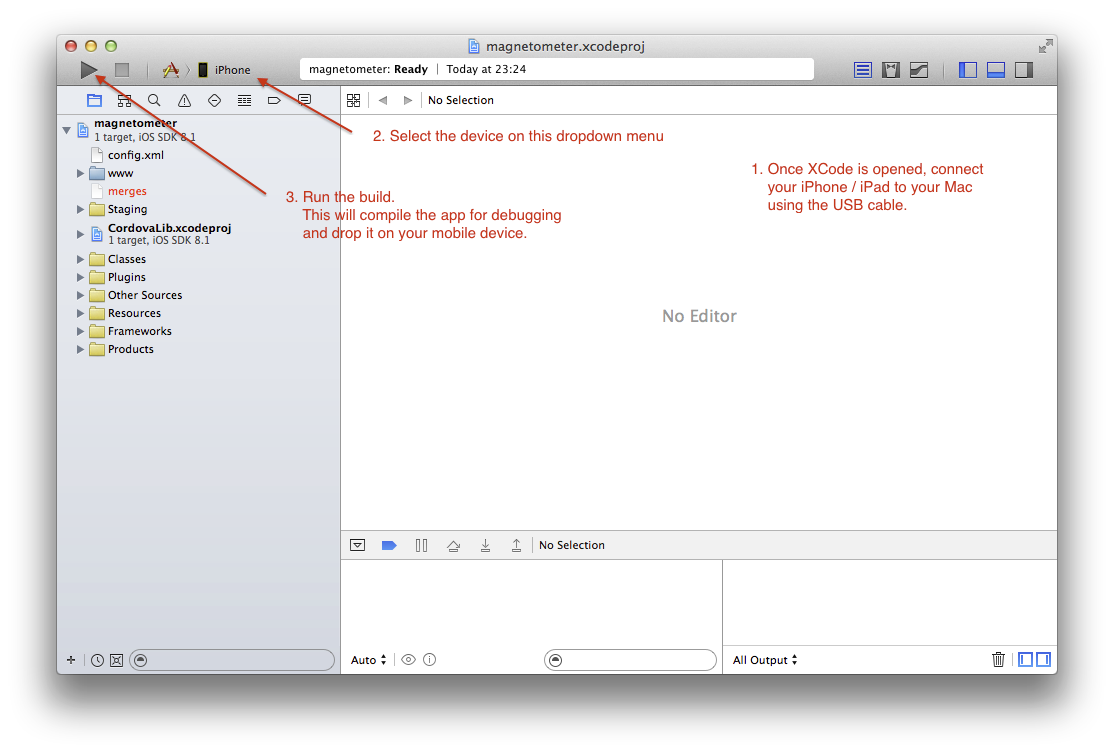 magnetometer.xcodeproj
iPhone
magnetometer: Ready | Today at 23:24
No Selection
magnetometer
1 target, iOS SDK 8.1
config.xml
www
merges
Staging
CordovaLib.xcodeproj
1 target, iOS SDK 8.1
Classes
Plugins
Other Sources
Resources
Frameworks
Products
2. Select the device on this dropdown menu
1. Once XCode is opened, connect
your iPhone / iPad to your Mac
using the USB cable.
3. Run the build.
This will compile the app for debugging
and drop it on your mobile device.
No Editor
No Selection
Auto
All Output